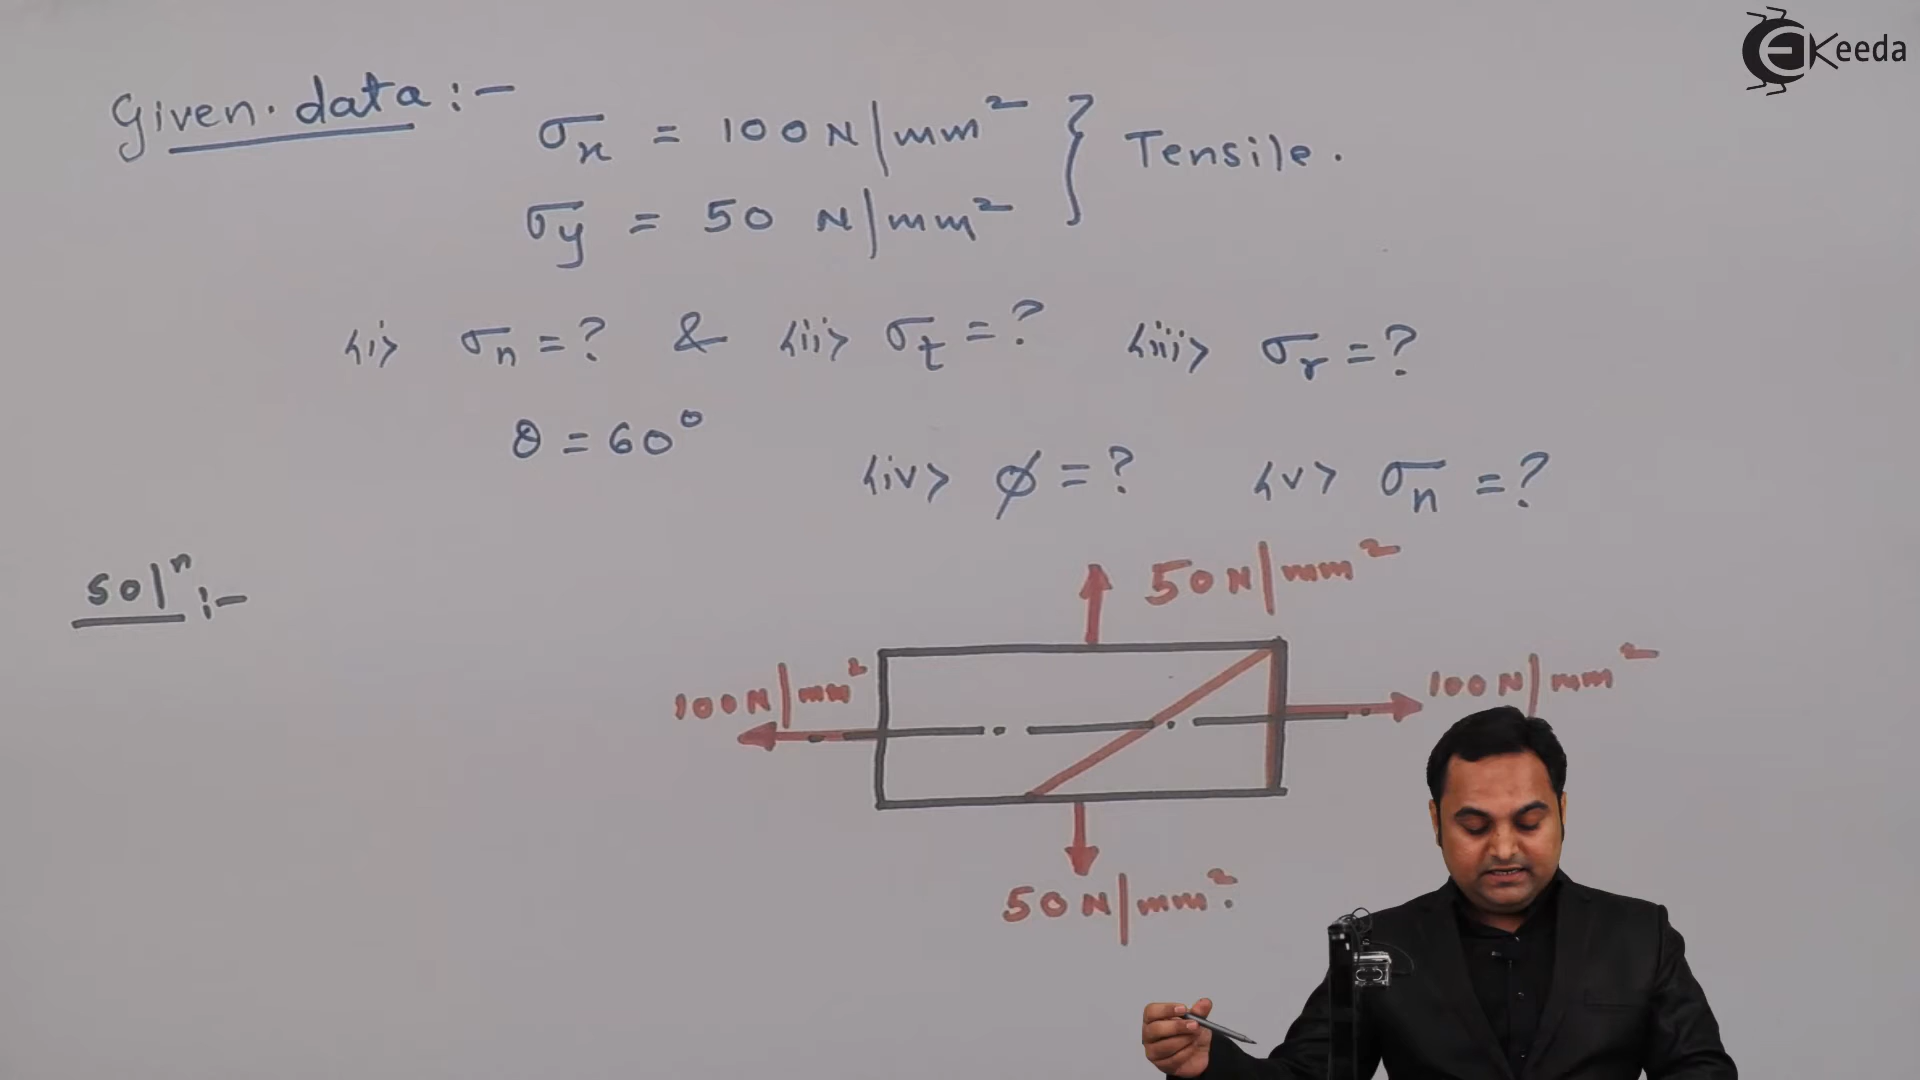 Keeda
Given data :-
σx = 100 N/mm² } Tensile.
σy = 50 N/mm²
<i> σn = ? & <ii> σt = ? <iii> σr = ?
θ = 60°
<iv> ϕ = ? <v> σn = ?
Solⁿ :-
50 N/mm²
100 N/mm²
100 N/mm²
50 N/mm².